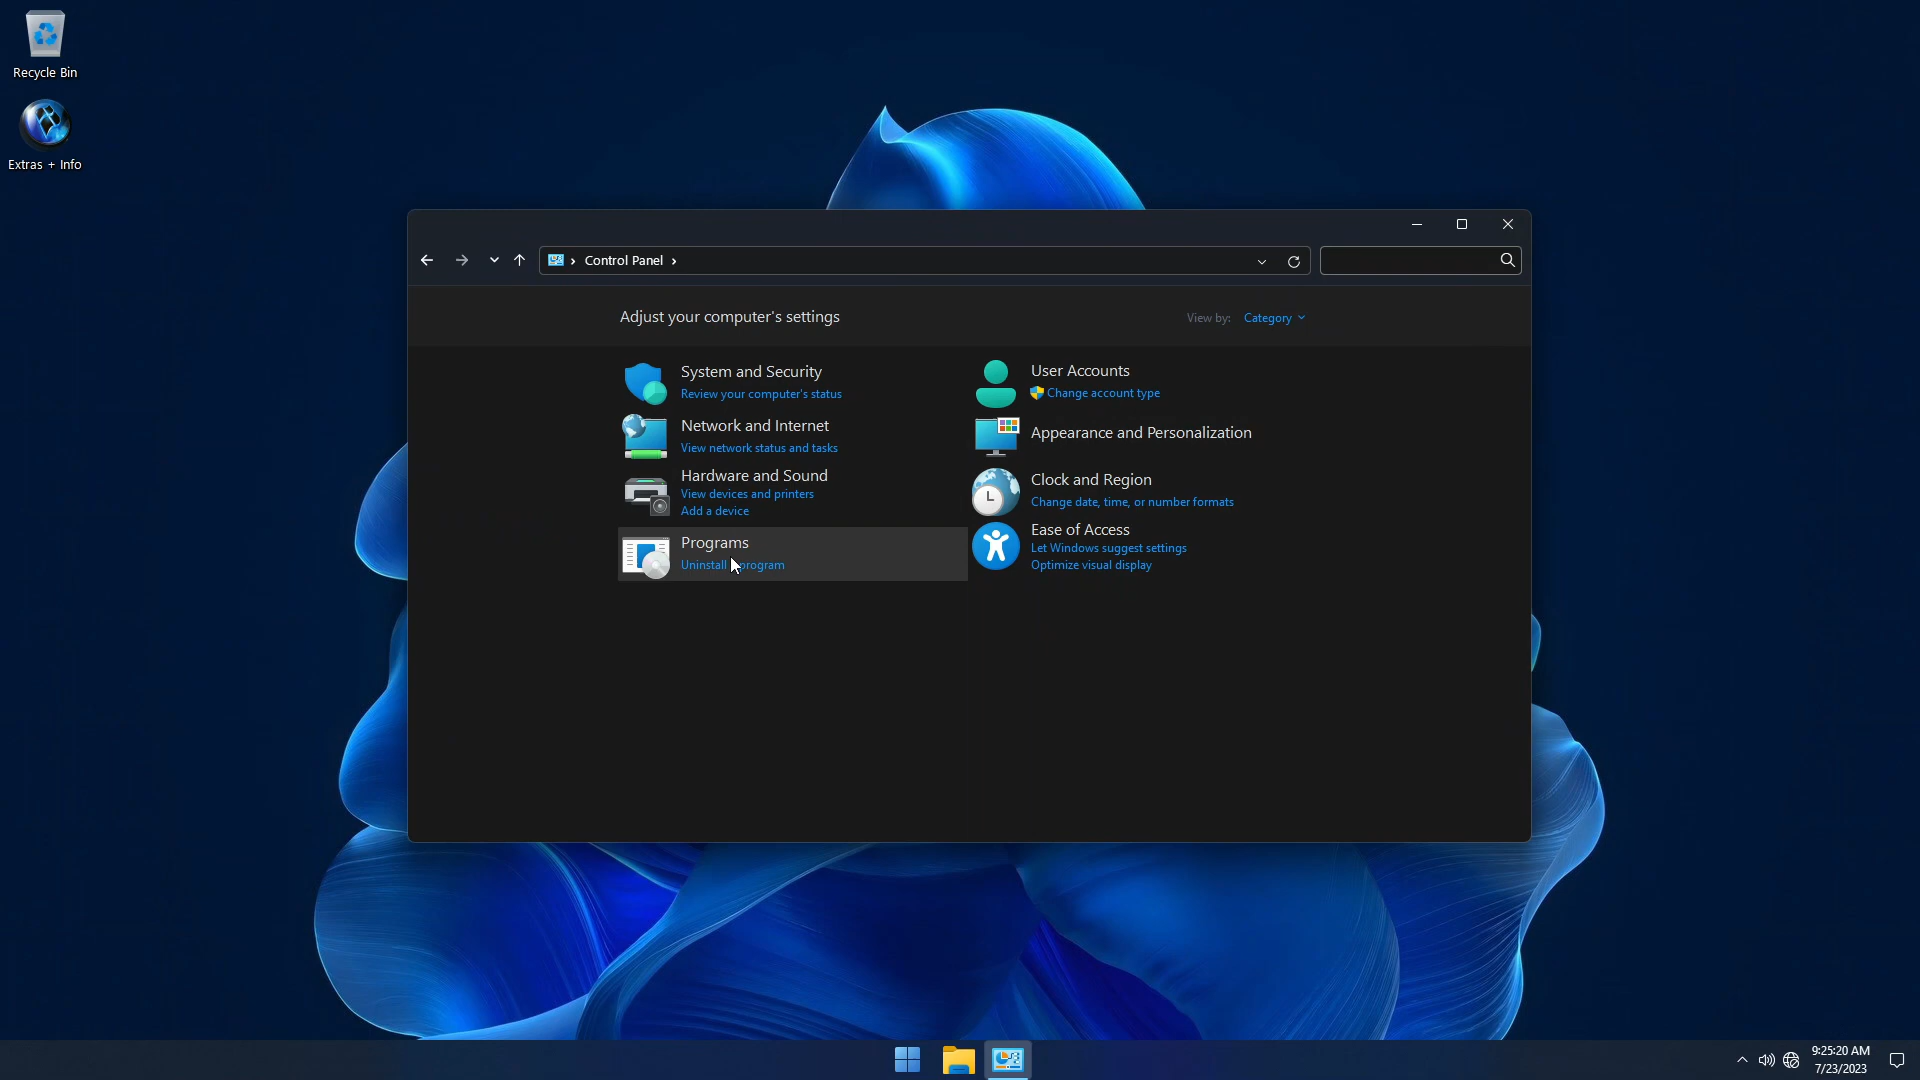 Recycle Bin
Extras + Info
Control Panel
Adjust your computer's settings
View by: Category
System and Security
Review your computer's status
Network and Internet
View network status and tasks
Hardware and Sound
View devices and printers
Add a device
Programs
Uninstall program
User Accounts
Change account type
Appearance and Personalization
Clock and Region
Change date, time, or number formats
Ease of Access
Let Windows suggest settings
Optimize visual display
9:25:20 AM
7/23/2023